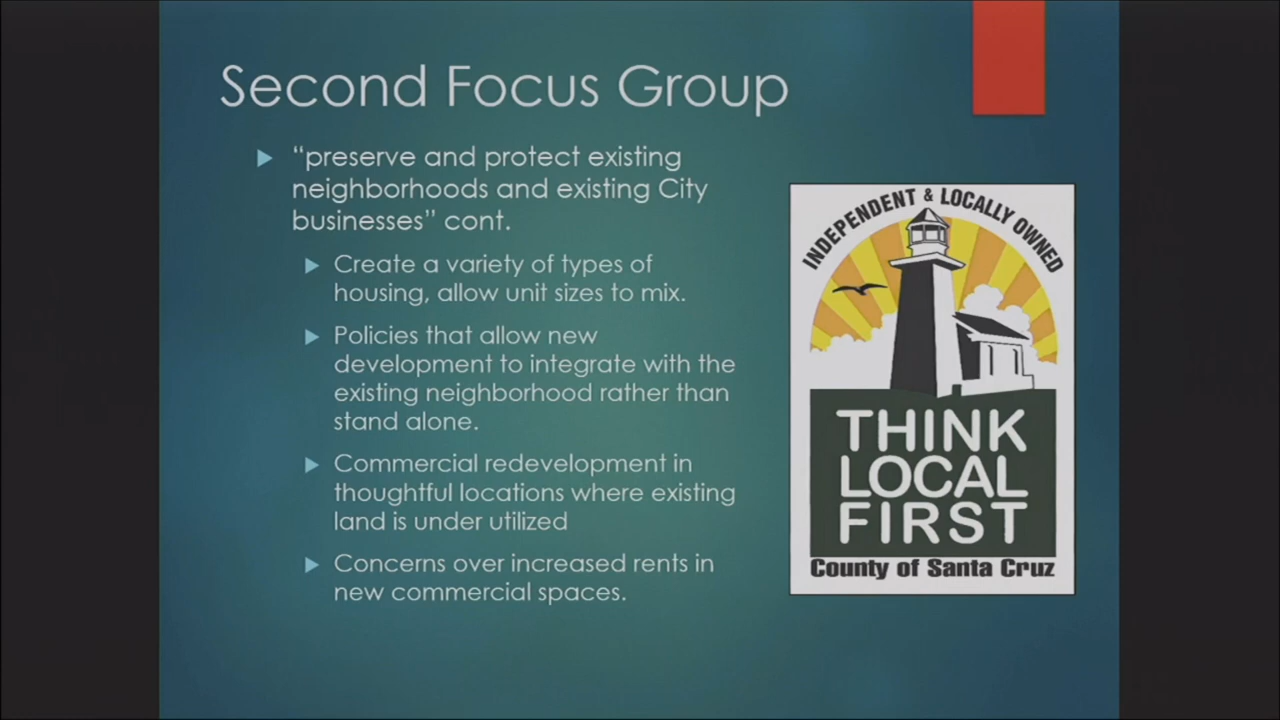 Second Focus Group
“preserve and protect existing
neighborhoods and existing City
businesses” cont.
Create a variety of types of
housing, allow unit sizes to mix.
Policies that allow new
development to integrate with the
existing neighborhood rather than
stand alone.
Commercial redevelopment in
thoughtful locations where existing
land is under utilized
Concerns over increased rents in
new commercial spaces.
INDEPENDENT & LOCALLY OWNED
THINK
LOCAL
FIRST
County of Santa Cruz